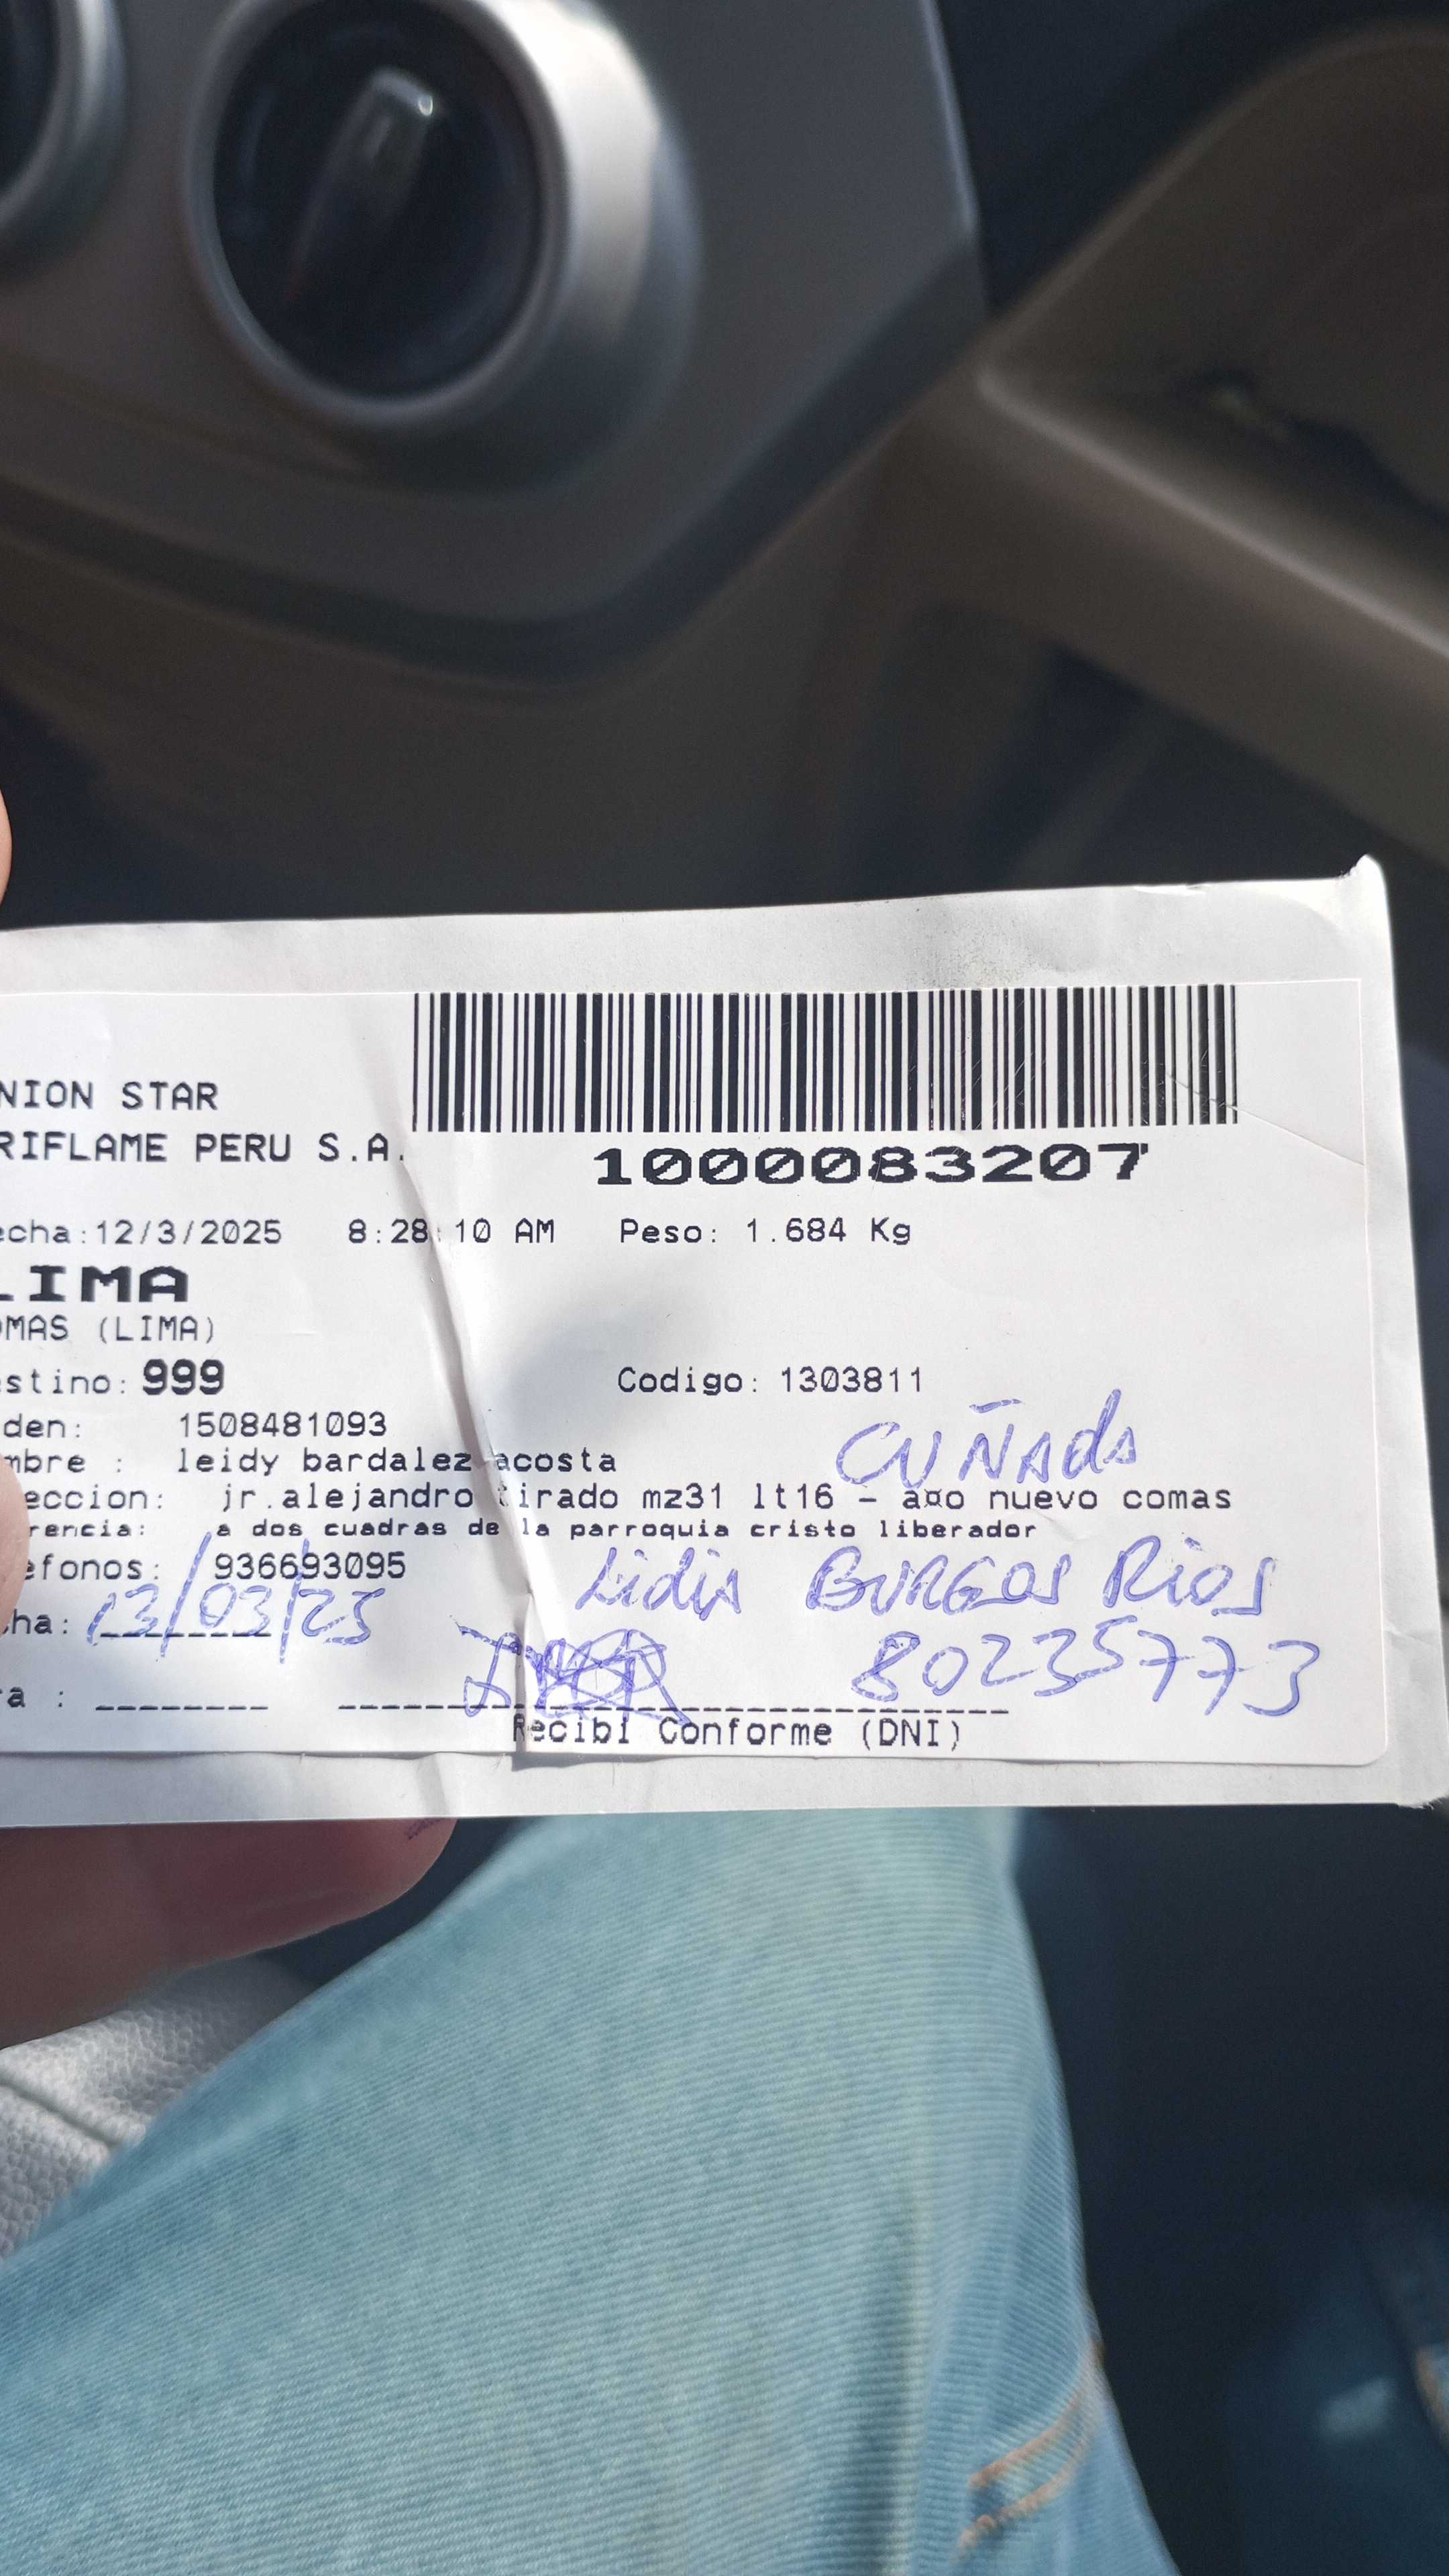 NION STAR
RIFLAME PERU S.A.
1000083207
echa:12/3/2025 8:28:10 AM Peso: 1.684 Kg
LIMA
OMAS (LIMA)
estino: 999 Codigo: 1303811
den: 1508481093
CUÑAda
mbre : leidy bardalez acosta
eccion: jr.alejandro tirado mz31 lt16 - a¤o nuevo comas
rencia: a dos cuadras de la parroquia cristo liberador
efonos: 936693095
Lidia BURGOS Rios
ha: 13/03/25
80235773
a :
Recibi Conforme (DNI)